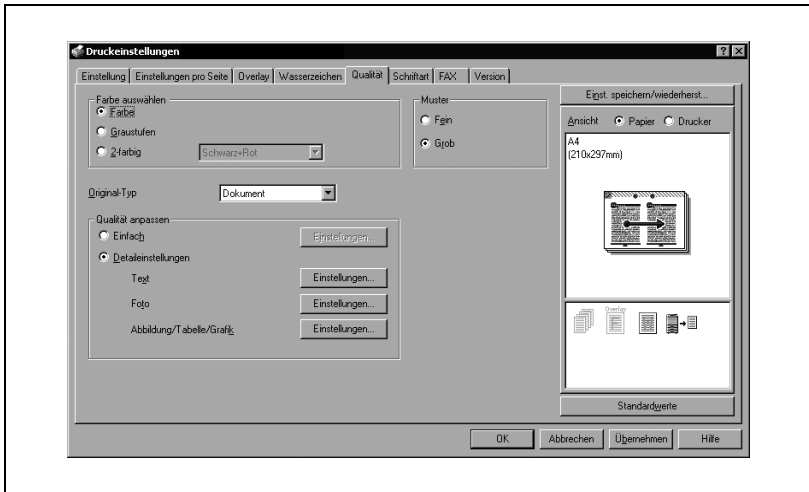 Druckeinstellungen
Einstellung Einstellungen pro Seite Overlay Wasserzeichen Qualität Schriftart FAX Version
Farbe auswählen
Farbe
Graustufen
2-farbig Schwarz+Rot
Original-Typ Dokument
Qualität anpassen
Einfach Einstellungen...
Detaileinstellungen
Text Einstellungen...
Foto Einstellungen...
Abbildung/Tabelle/Grafik Einstellungen...
Muster
Fein
Grob
Einst. speichern/wiederherst...
Ansicht Papier Drucker
A4
(210x297mm)
Overlay
Standardwerte
OK Abbrechen Übernehmen Hilfe